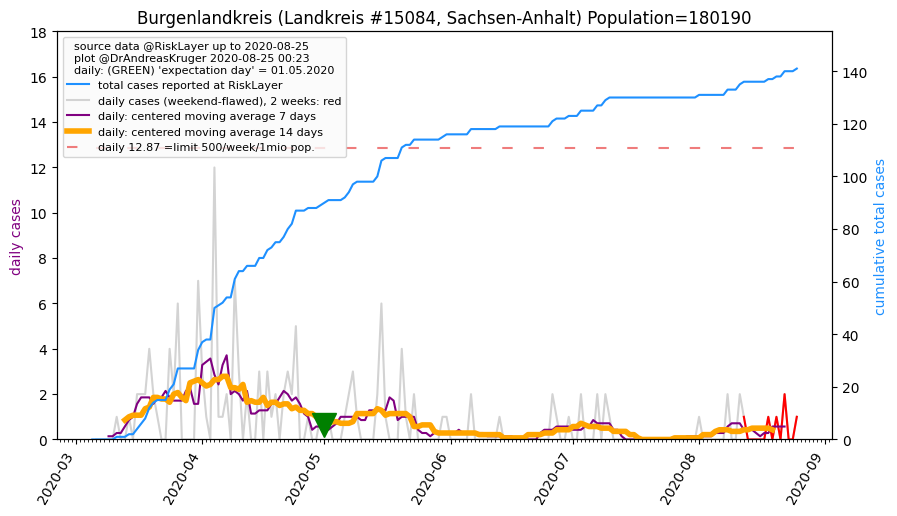 Burgenlandkreis (Landkreis #15084, Sachsen-Anhalt) Population=180190
source data @RiskLayer up to 2020-08-25
plot @DrAndreasKruger 2020-08-25 00:23
daily: (GREEN) 'expectation day' = 01.05.2020
total cases reported at RiskLayer
daily cases (weekend-flawed), 2 weeks: red
daily: centered moving average 7 days
daily: centered moving average 14 days
daily 12.87 =limit 500/week/1mio pop.
daily cases
18
16
14
12
10
8
6
4
2
0
cumulative total cases
140
120
100
80
60
40
20
0
2020-03
2020-04
2020-05
2020-06
2020-07
2020-08
2020-09